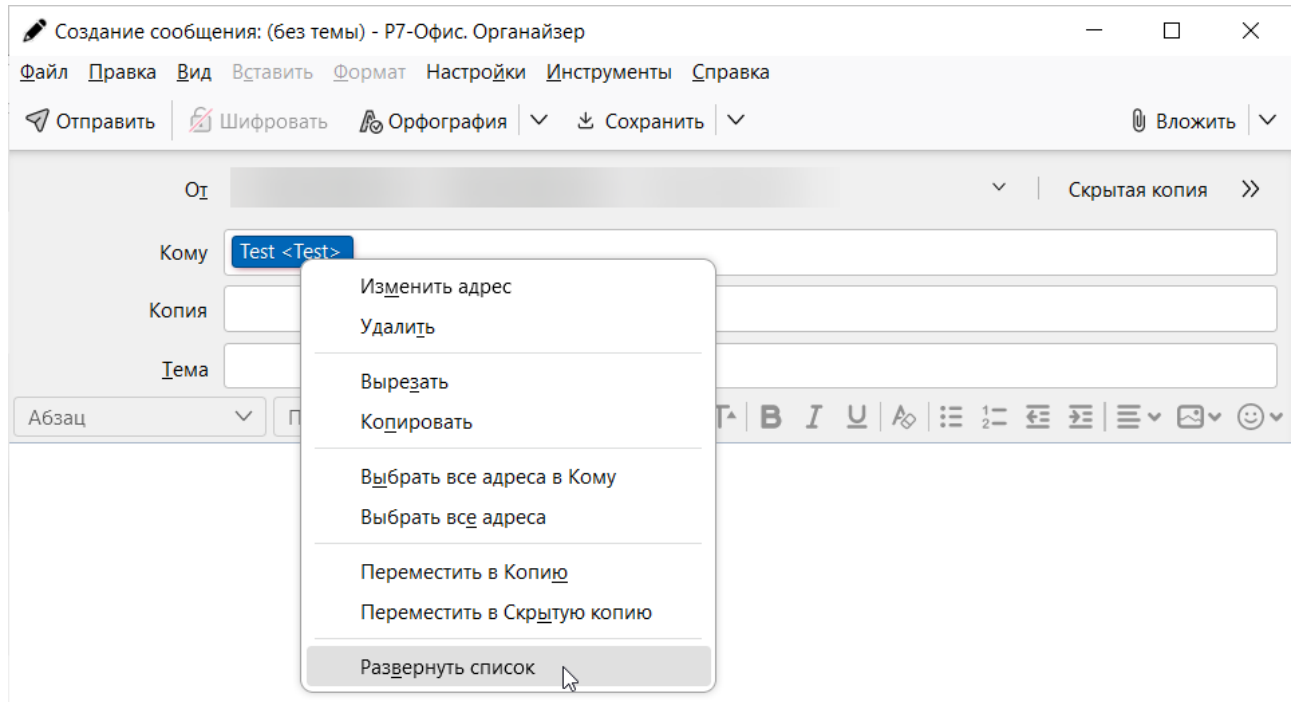 Создание сообщения: (без темы) - Р7-Офис. Органайзер
Файл Правка Вид Вставить Формат Настройки Инструменты Справка
Отправить Шифровать Орфография Сохранить Вложить
От Скрытая копия
Кому Test <Test>
Изменить адрес
Копия
Удалить
Тема
Вырезать
Абзац П
Копировать
Выбрать все адреса в Кому
Выбрать все адреса
Переместить в Копию
Переместить в Скрытую копию
Развернуть список